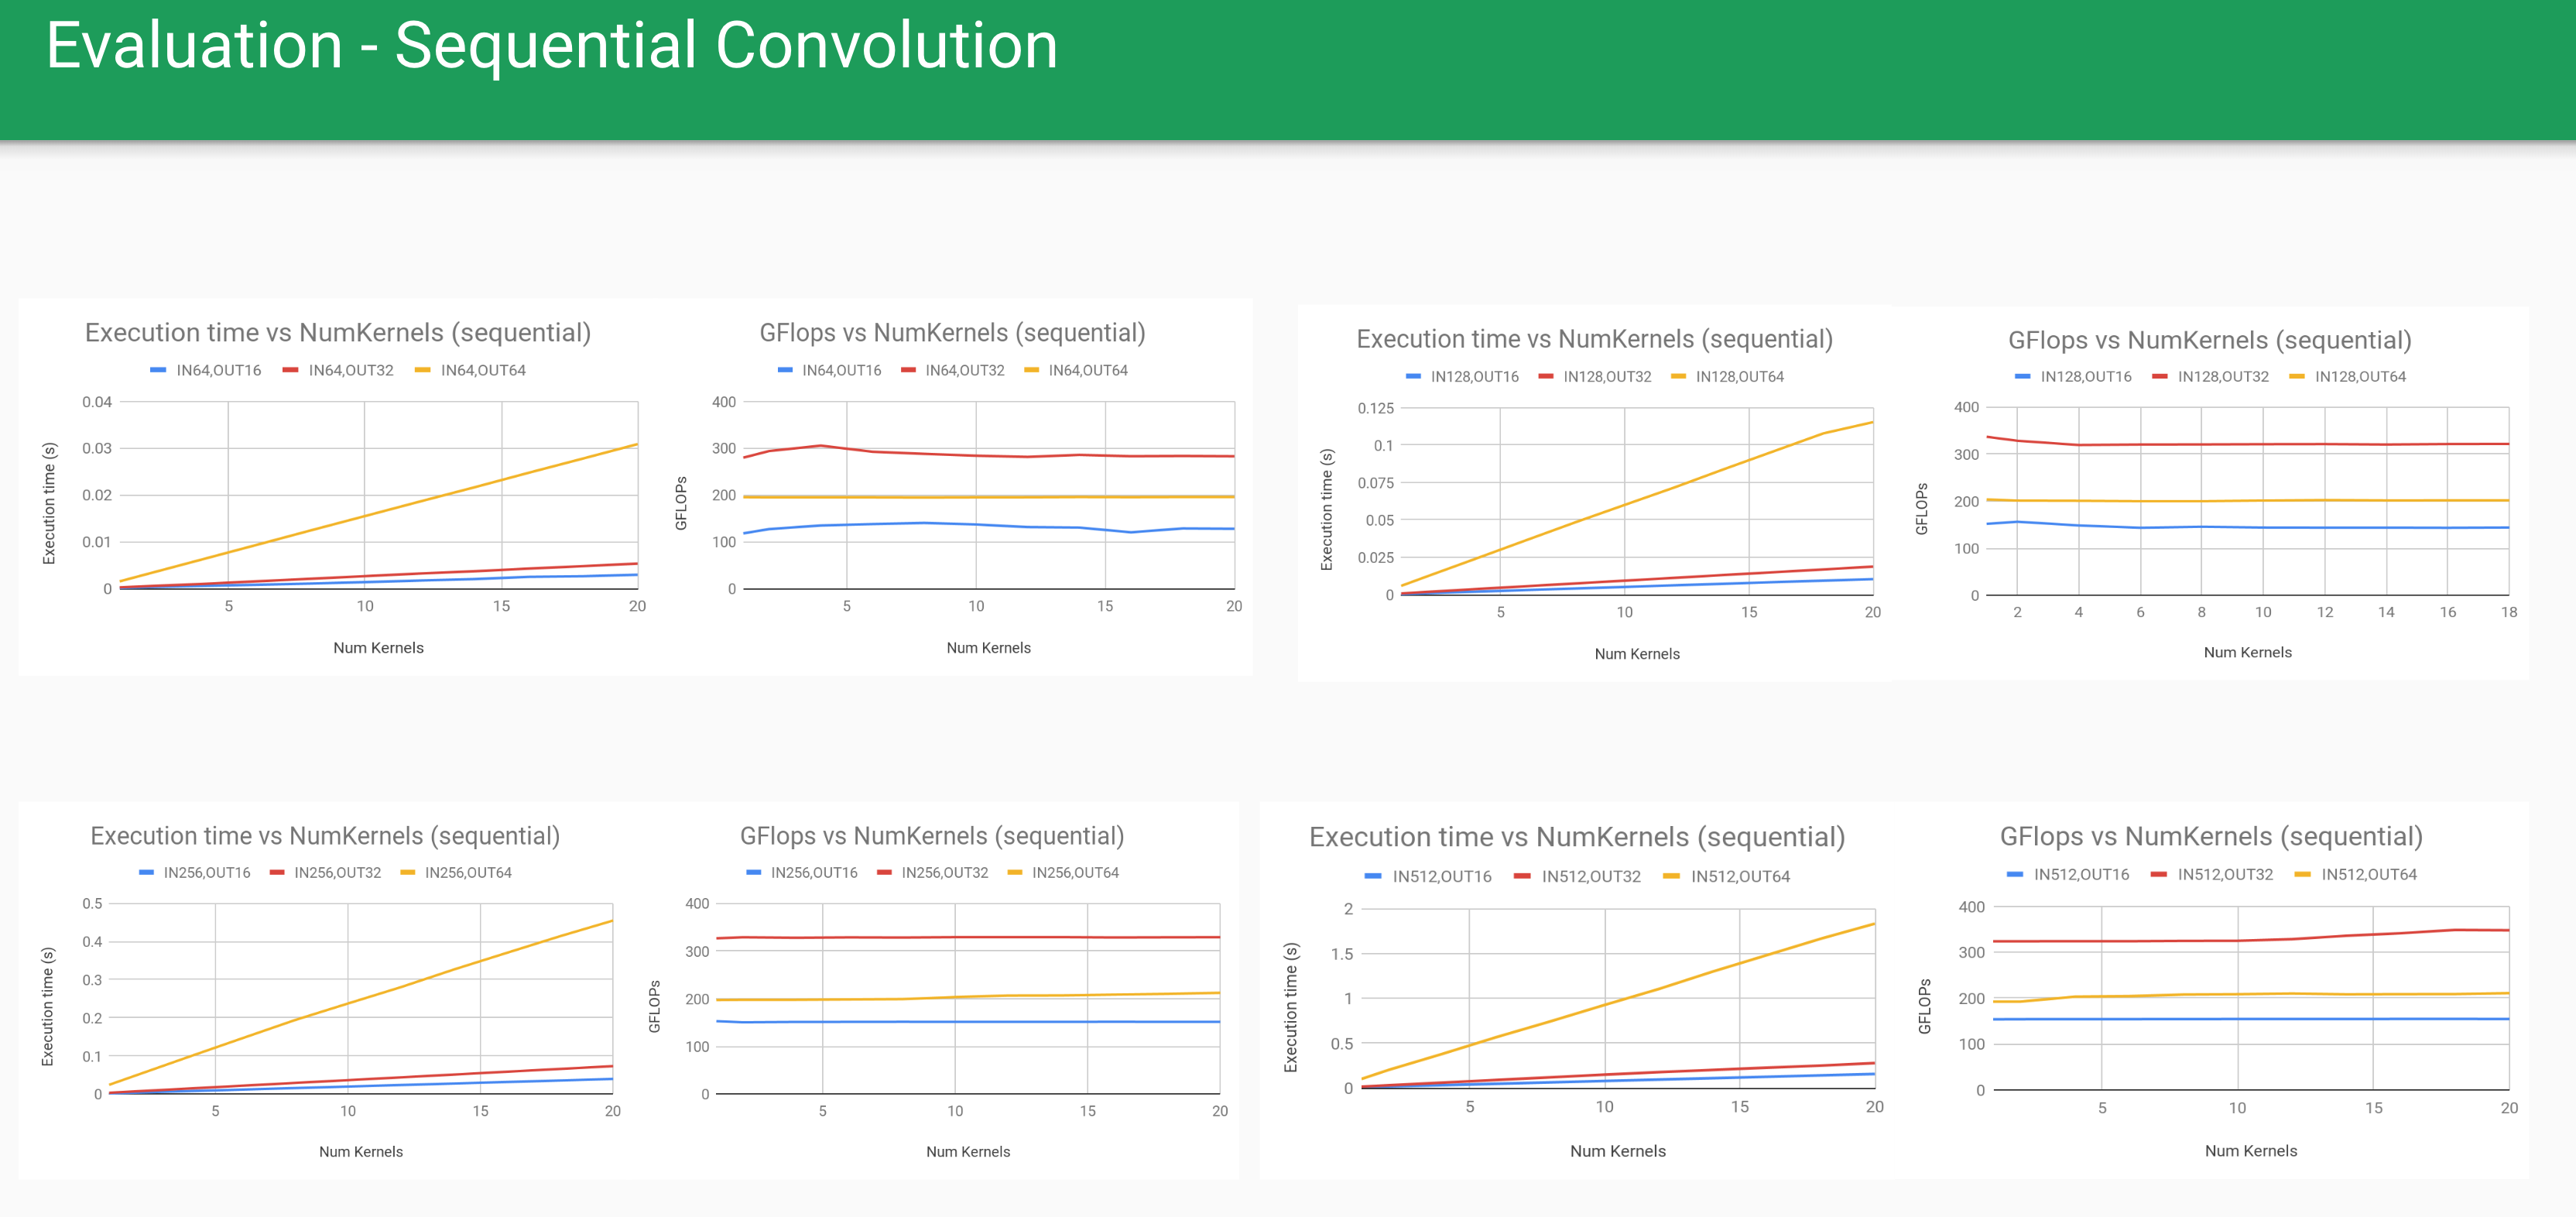 Evaluation - Sequential Convolution
Execution time vs NumKernels (sequential)
IN64,OUT16 IN64,OUT32 IN64,OUT64
Execution time (s)
0.04
0.03
0.02
0.01
0
5 10 15 20
Num Kernels
GFlops vs NumKernels (sequential)
IN64,OUT16 IN64,OUT32 IN64,OUT64
GFLOPs
400
300
200
100
0
5 10 15 20
Num Kernels
Execution time vs NumKernels (sequential)
IN128,OUT16 IN128,OUT32 IN128,OUT64
Execution time (s)
0.125
0.1
0.075
0.05
0.025
0
5 10 15 20
Num Kernels
GFlops vs NumKernels (sequential)
IN128,OUT16 IN128,OUT32 IN128,OUT64
GFLOPs
400
300
200
100
0
2 4 6 8 10 12 14 16 18
Num Kernels
Execution time vs NumKernels (sequential)
IN256,OUT16 IN256,OUT32 IN256,OUT64
Execution time (s)
0.5
0.4
0.3
0.2
0.1
0
5 10 15 20
Num Kernels
GFlops vs NumKernels (sequential)
IN256,OUT16 IN256,OUT32 IN256,OUT64
GFLOPs
400
300
200
100
0
5 10 15 20
Num Kernels
Execution time vs NumKernels (sequential)
IN512,OUT16 IN512,OUT32 IN512,OUT64
Execution time (s)
2
1.5
1
0.5
0
5 10 15 20
Num Kernels
GFlops vs NumKernels (sequential)
IN512,OUT16 IN512,OUT32 IN512,OUT64
GFLOPs
400
300
200
100
0
5 10 15 20
Num Kernels